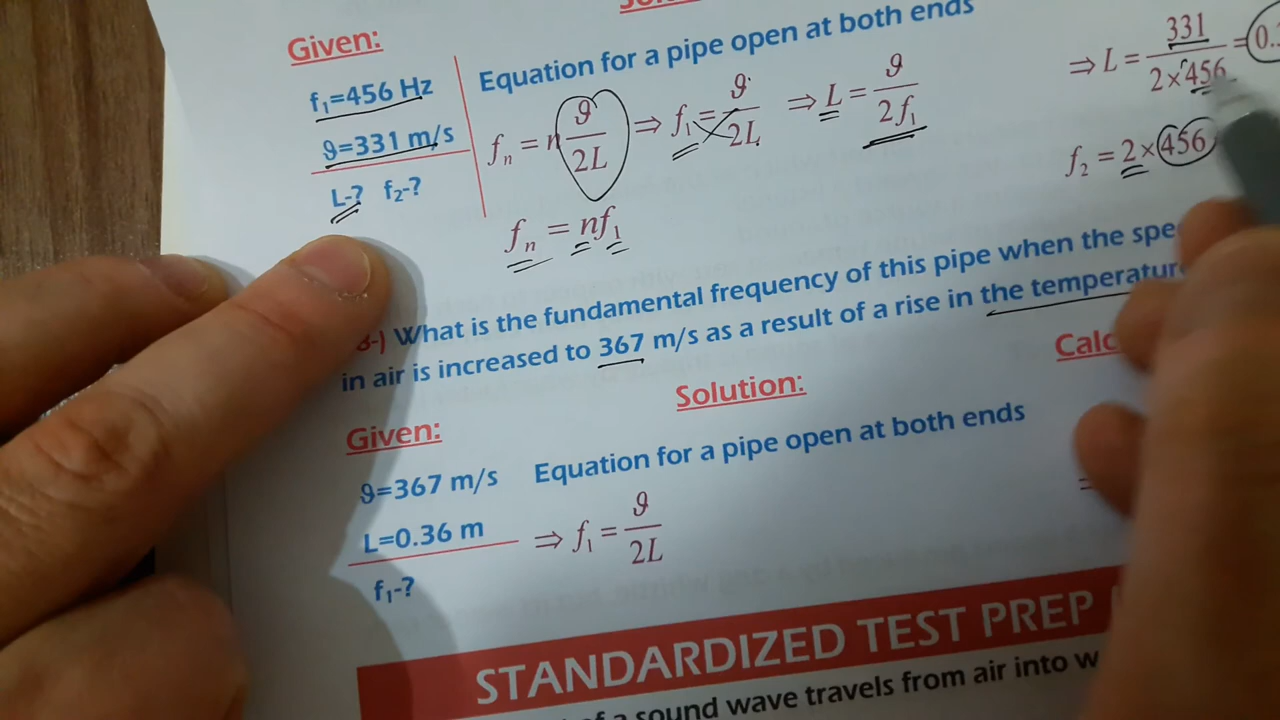 Given:
f₁=456 Hz
ϑ=331 m/s
L-? f₂-?
Equation for a pipe open at both ends
fₙ = n ϑ/2L ⇒ f₁ = ϑ/2L ⇒ L = ϑ/2f₁
fₙ = nf₁
⇒ L = 331/2×456 =
f₂ = 2×456
What is the fundamental frequency of this pipe when the
in air is increased to 367 m/s as a result of a rise in the
Solution:
Given:
ϑ=367 m/s
L=0.36 m
f₁-?
Equation for a pipe open at both ends
⇒ f₁ = ϑ/2L
STANDARDIZED TEST PREP
sound wave travels from air into